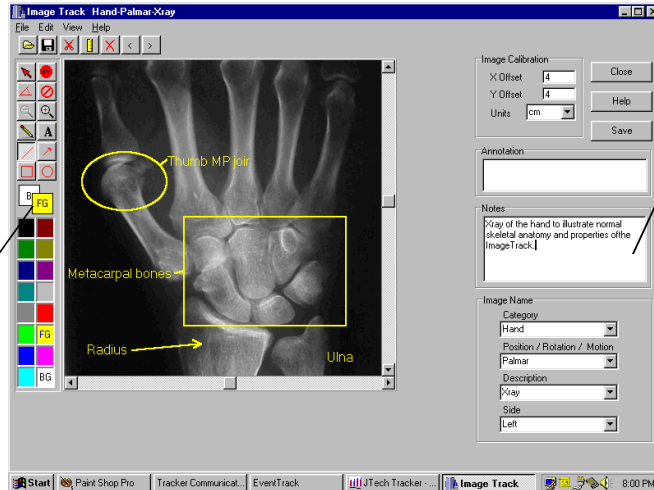 Image Track Hand-Palmar-Xray
File Edit View Help
< >
A
B
FG
FG
BG
Thumb MP joir
Metacarpal bones
Radius
Ulna
Image Calibration
X Offset 4
Y Offset 4
Units cm
Close
Help
Save
Annotation
Notes
Xray of the hand to illustrate normal
skeletal anatomy and properties ofthe
ImageTrack.
Image Name
Category
Hand
Position / Rotation / Motion
Palmar
Description
Xray
Side
Left
Start Paint Shop Pro Tracker Communicat... EventTrack JTech Tracker - ... Image Track 8:00 PM